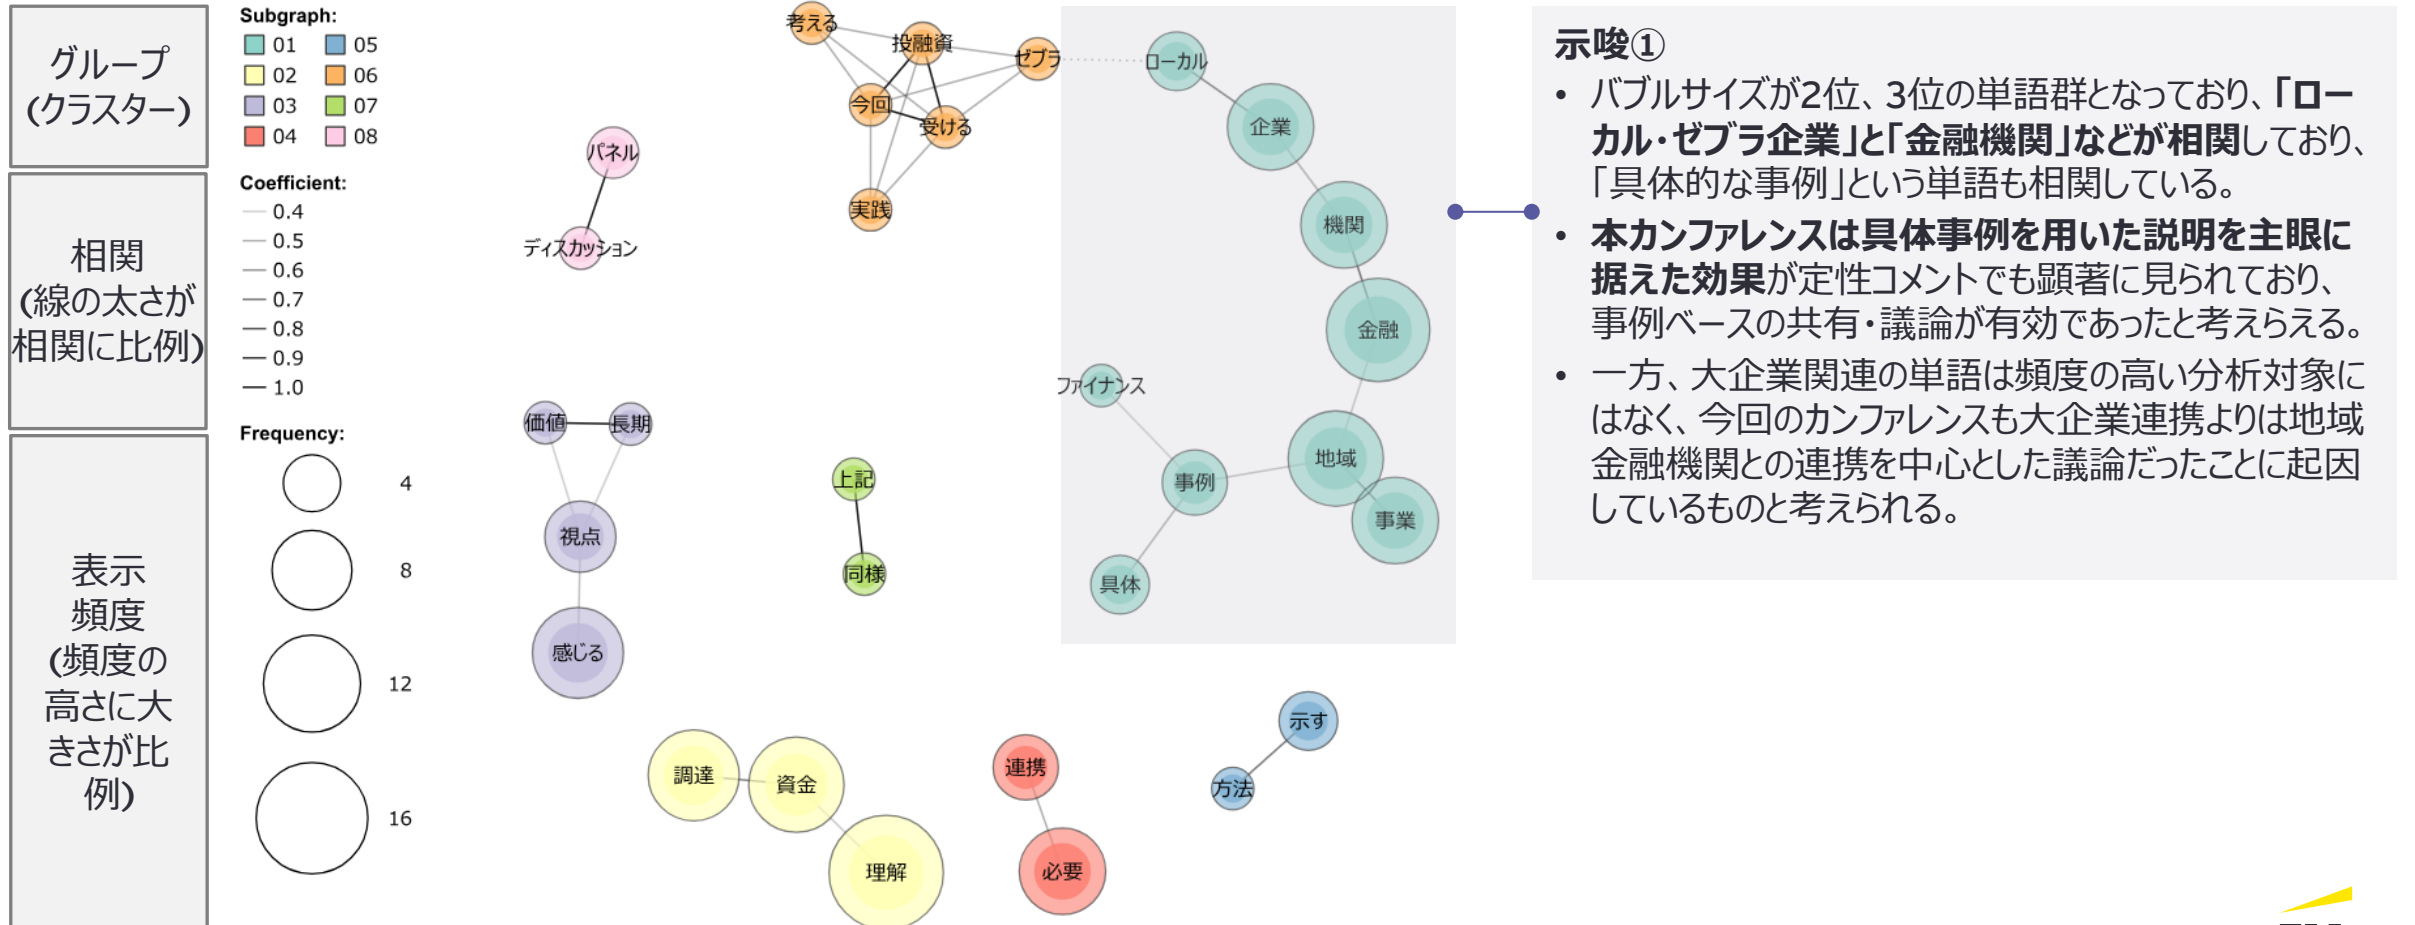 グループ
(クラスター)
相関
(線の太さが
相関に比例)
表示
頻度
(頻度の
高さに大
きさが比
例)
Subgraph:
01 05
02 06
03 07
04 08
Coefficient:
0.4
0.5
0.6
0.7
0.8
0.9
1.0
Frequency:
4
8
12
16
考える
投融資
ゼブラ
今回
受ける
実践
パネル
ディスカッション
ローカル
企業
機関
金融
ファイナンス
地域
事例
事業
具体
価値
長期
視点
感じる
上記
同様
調達
資金
理解
連携
必要
示す
方法
示唆①
• バブルサイズが2位、3位の単語群となっており、「ロー
カル・ゼブラ企業」と「金融機関」などが相関しており、
「具体的な事例」という単語も相関している。
• 本カンファレンスは具体事例を用いた説明を主眼に
据えた効果が定性コメントでも顕著に見られており、
事例ベースの共有・議論が有効であったと考えらえる。
• 一方、大企業関連の単語は頻度の高い分析対象に
はなく、今回のカンファレンスも大企業連携よりは地域
金融機関との連携を中心とした議論だったことに起因
しているものと考えられる。